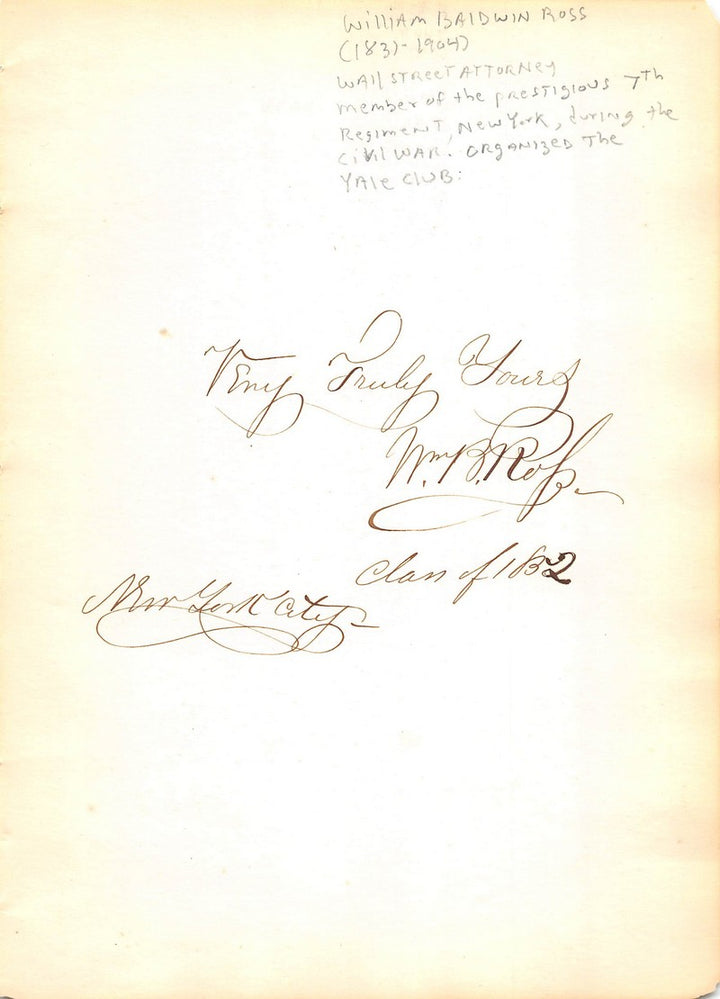 William BALDWIN ROSS
(1831-1904)
WAll STREET ATTORNEY
member of the prestigious 7th
Regiment, New York, during the
CIVIL WAR. ORGANIZED The
YAle CLUB:
Very Truly Yours
Wm. B. Ross
Class of 1852
New York City